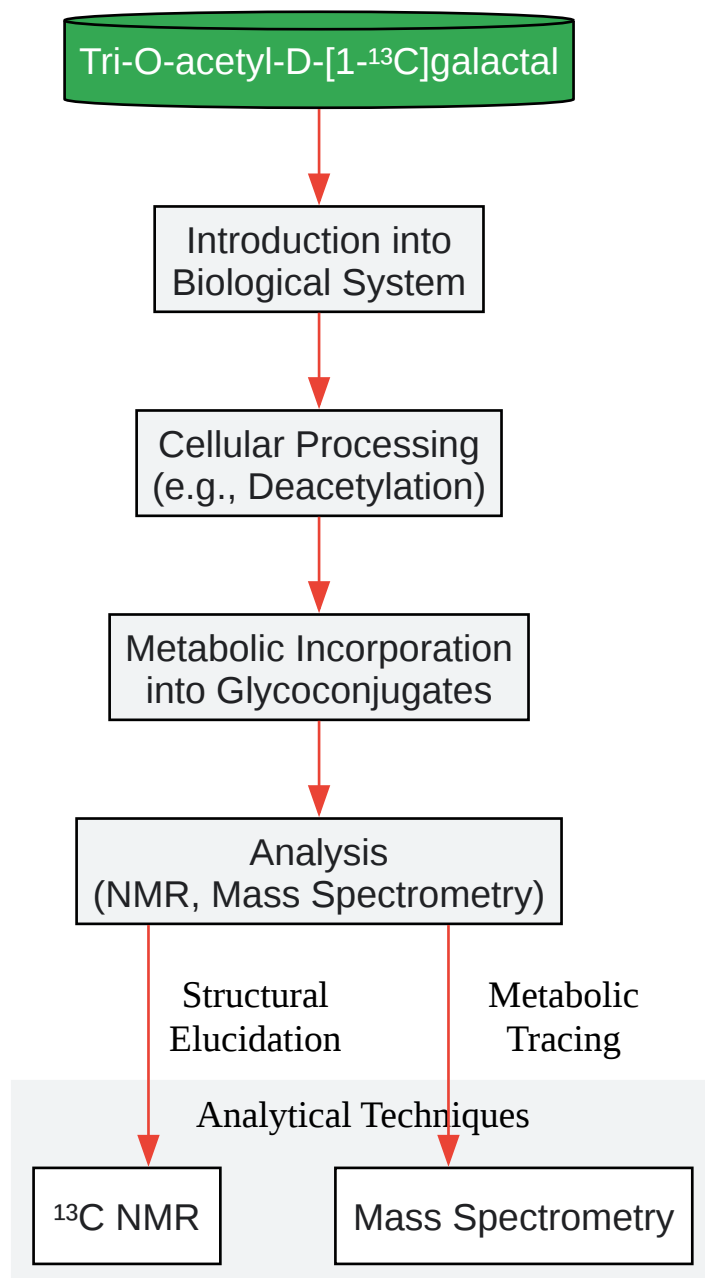 Tri-O-acetyl-D-[1-¹³C]galactal
Introduction into
Biological System
Cellular Processing
(e.g., Deacetylation)
Metabolic Incorporation
into Glycoconjugates
Analysis
(NMR, Mass Spectrometry)
Structural
Elucidation
Metabolic
Tracing
Analytical Techniques
¹³C NMR
Mass Spectrometry